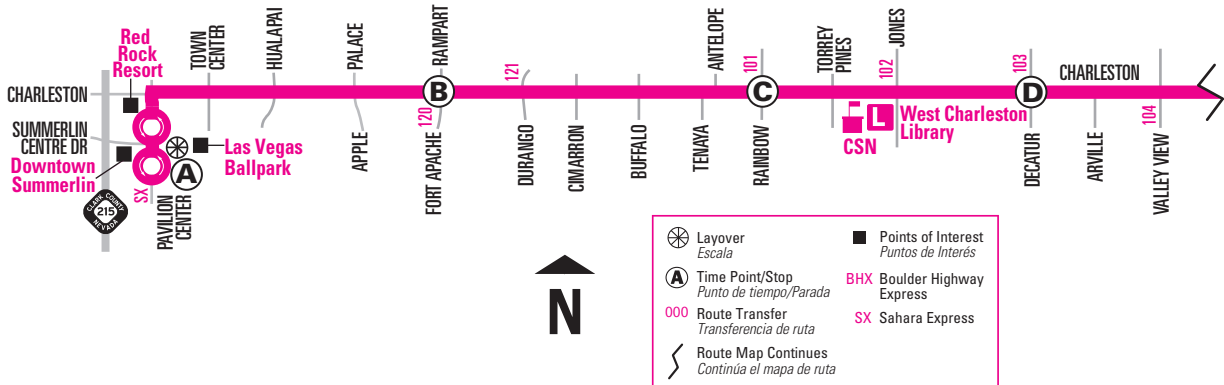 Red
Rock
Resort
TOWN
CENTER
HUALAPAI
PALACE
RAMPART
121
ANTELOPE
101
TORREY
PINES
102
JONES
103
CHARLESTON
CHARLESTON
B
C
D
120
104
SUMMERLIN
CENTRE DR
Downtown
Summerlin
Las Vegas
Ballpark
A
SX
PAVILION
CENTER
CLARK COUNTY
215
NEVADA
APPLE
FORT APACHE
DURANGO
CIMARRON
BUFFALO
TENAYA
RAINBOW
CSN
L
West Charleston
Library
DECATUR
ARVILLE
VALLEY VIEW
N
Layover
Escala
A Time Point/Stop
Punto de tiempo/Parada
000 Route Transfer
Transferencia de ruta
Route Map Continues
Continúa el mapa de ruta
Points of Interest
Puntos de Interés
BHX Boulder Highway
Express
SX Sahara Express